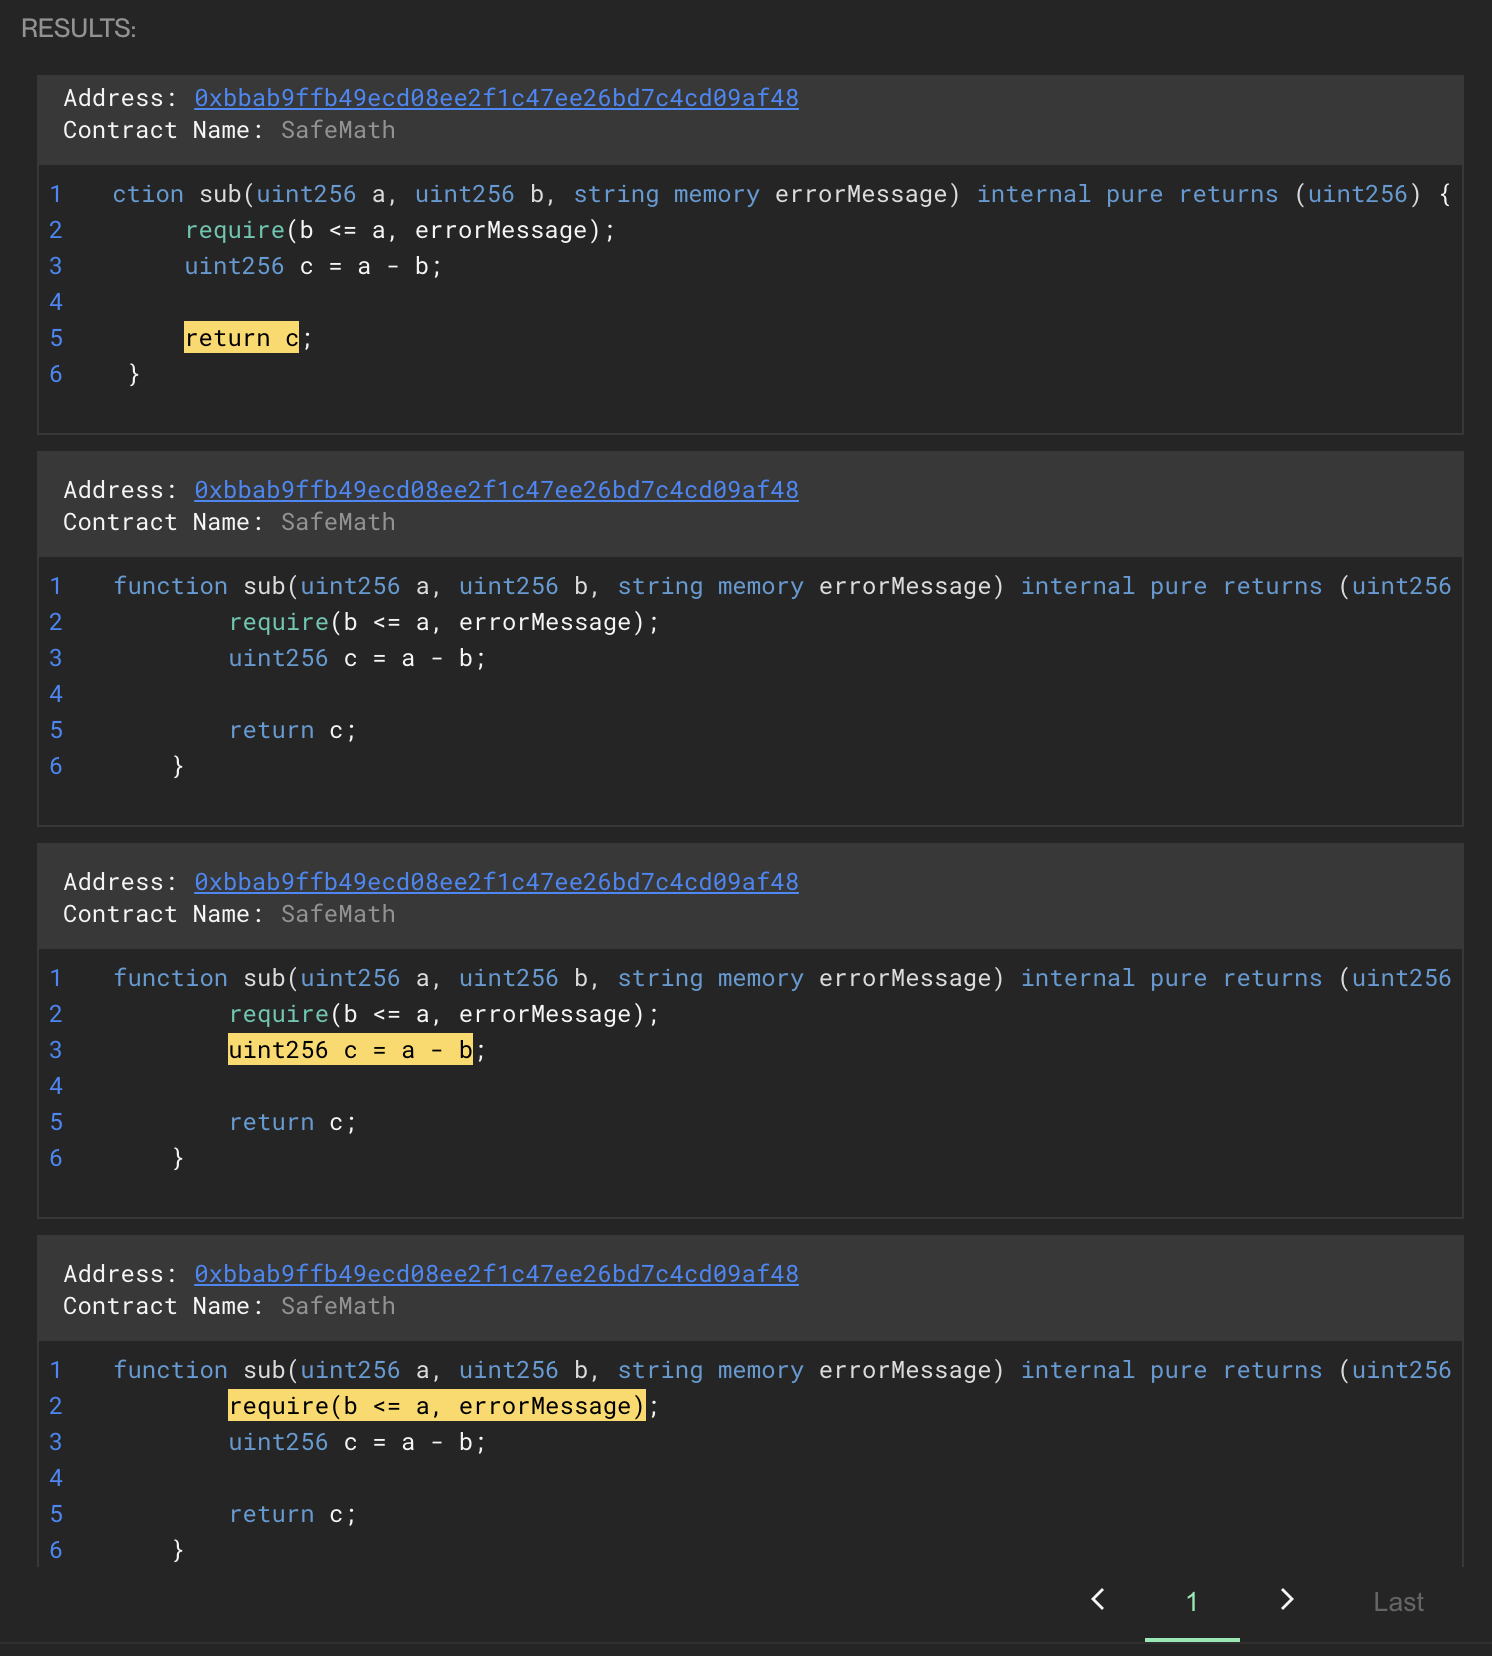 RESULTS:
Address: 0xbbab9ffb49ecd08ee2f1c47ee26bd7c4cd09af48
Contract Name: SafeMath
1 ction sub(uint256 a, uint256 b, string memory errorMessage) internal pure returns (uint256) {
2 require(b <= a, errorMessage);
3 uint256 c = a - b;
4
5 return c;
6 }
Address: 0xbbab9ffb49ecd08ee2f1c47ee26bd7c4cd09af48
Contract Name: SafeMath
1 function sub(uint256 a, uint256 b, string memory errorMessage) internal pure returns (uint256
2 require(b <= a, errorMessage);
3 uint256 c = a - b;
4
5 return c;
6 }
Address: 0xbbab9ffb49ecd08ee2f1c47ee26bd7c4cd09af48
Contract Name: SafeMath
1 function sub(uint256 a, uint256 b, string memory errorMessage) internal pure returns (uint256
2 require(b <= a, errorMessage);
3 uint256 c = a - b;
4
5 return c;
6 }
Address: 0xbbab9ffb49ecd08ee2f1c47ee26bd7c4cd09af48
Contract Name: SafeMath
1 function sub(uint256 a, uint256 b, string memory errorMessage) internal pure returns (uint256
2 require(b <= a, errorMessage);
3 uint256 c = a - b;
4
5 return c;
6 }
1 Last